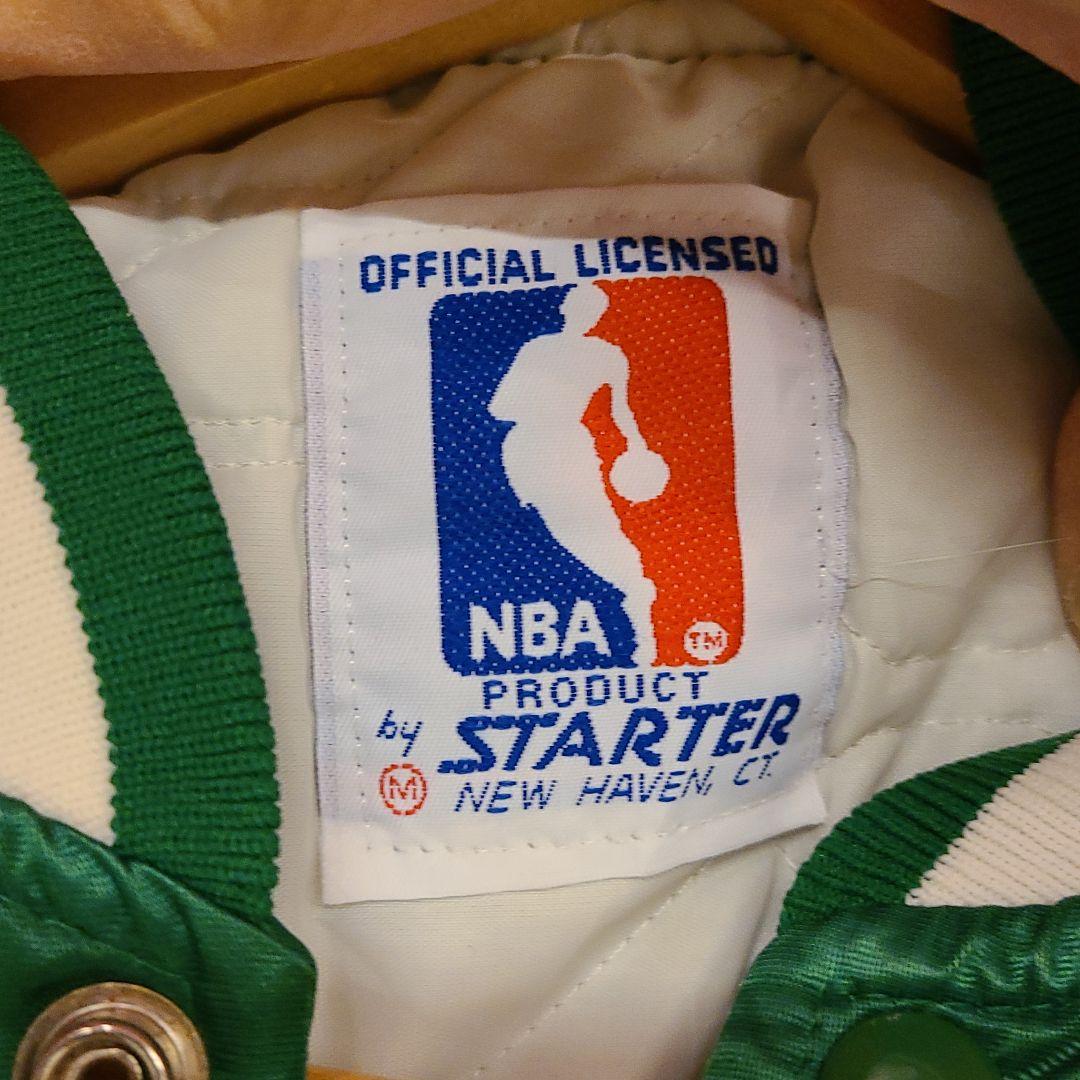 OFFICIAL LICENSED
NBA
TM
PRODUCT
by STARTER
M NEW HAVEN, CT.